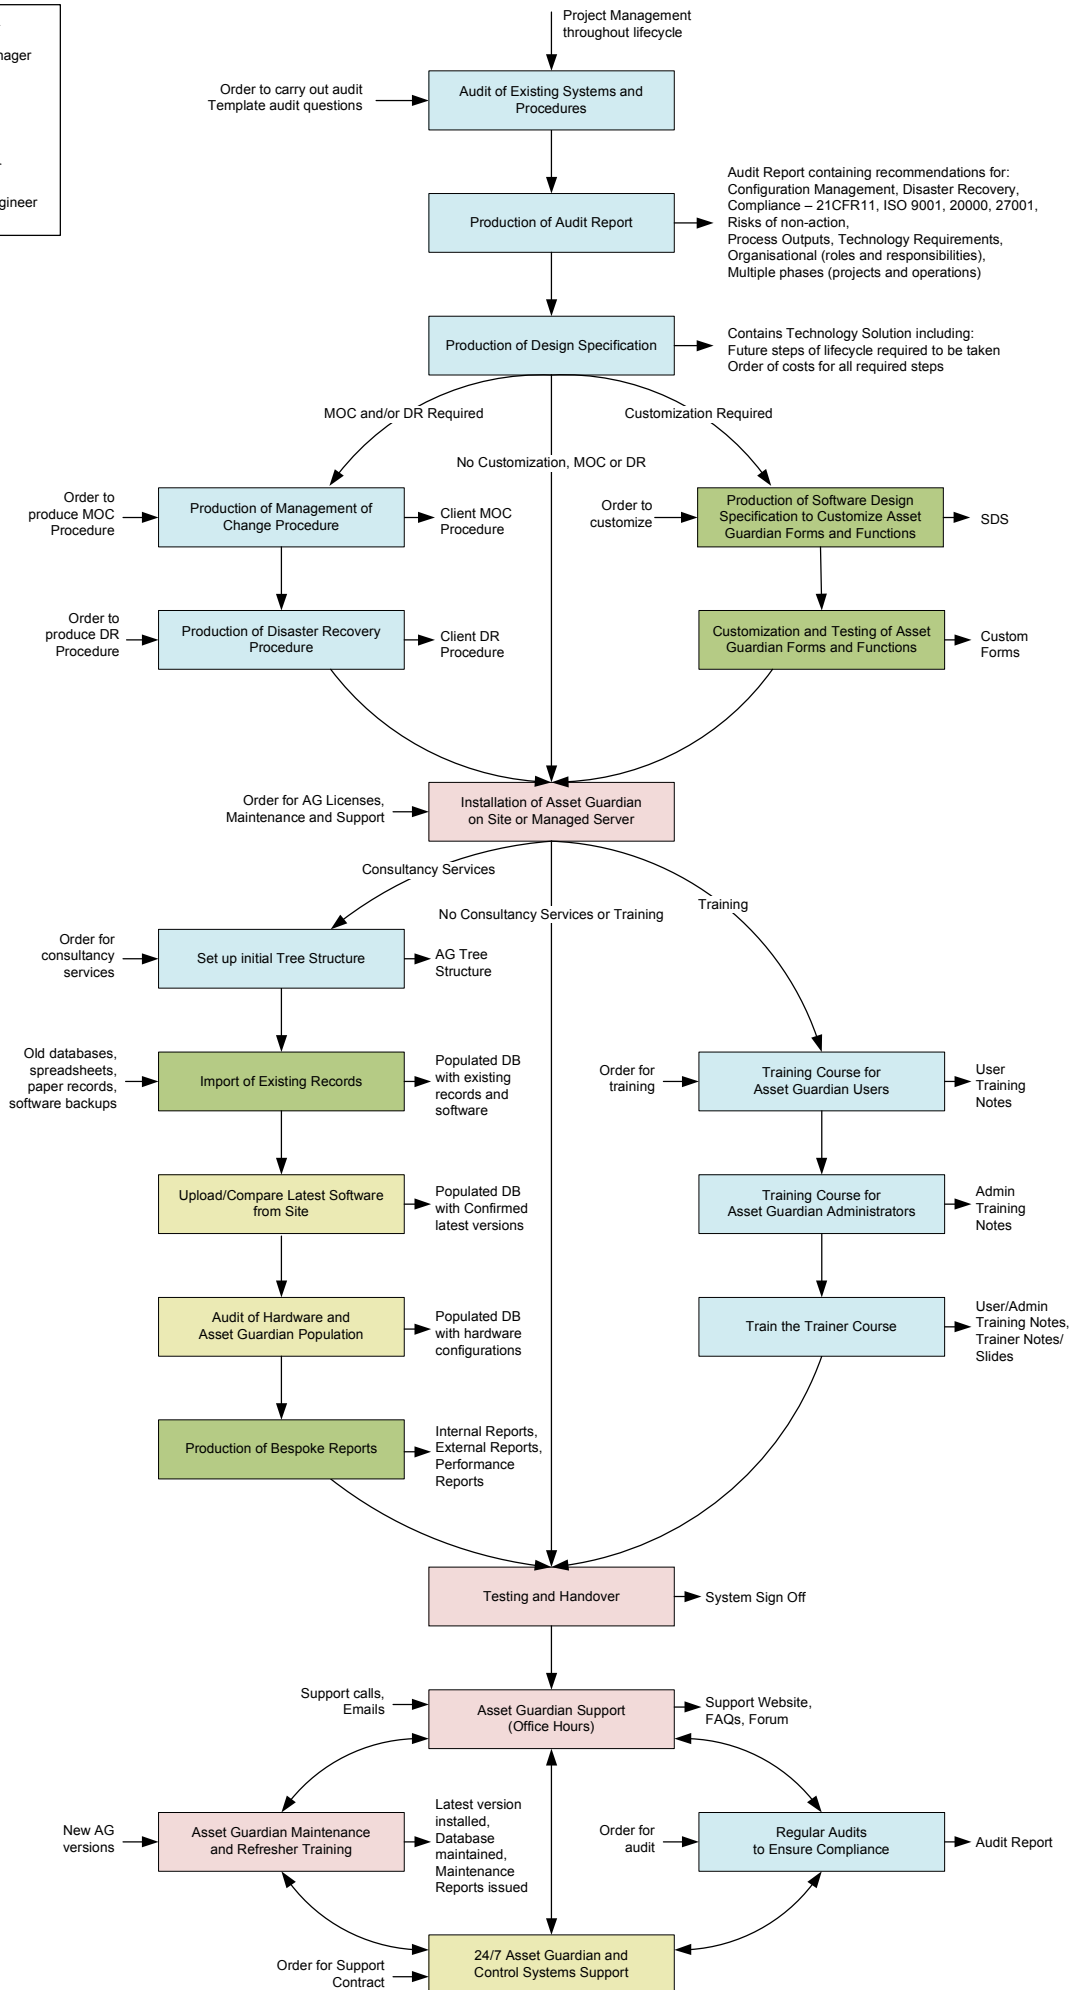 nager
gineer
Project Management
throughout lifecycle
Order to carry out audit
Template audit questions
Audit of Existing Systems and
Procedures
Production of Audit Report
Audit Report containing recommendations for:
Configuration Management, Disaster Recovery,
Compliance – 21CFR11, ISO 9001, 20000, 27001,
Risks of non-action,
Process Outputs, Technology Requirements,
Organisational (roles and responsibilities),
Multiple phases (projects and operations)
Production of Design Specification
Contains Technology Solution including:
Future steps of lifecycle required to be taken
Order of costs for all required steps
MOC and/or DR Required
Customization Required
No Customization, MOC or DR
Order to
produce MOC
Procedure
Production of Management of
Change Procedure
Client MOC
Procedure
Order to
customize
Production of Software Design
Specification to Customize Asset
Guardian Forms and Functions
SDS
Order to
produce DR
Procedure
Production of Disaster Recovery
Procedure
Client DR
Procedure
Customization and Testing of Asset
Guardian Forms and Functions
Custom
Forms
Order for AG Licenses,
Maintenance and Support
Installation of Asset Guardian
on Site or Managed Server
Consultancy Services
No Consultancy Services or Training
Training
Order for
consultancy
services
Set up initial Tree Structure
AG Tree
Structure
Old databases,
spreadsheets,
paper records,
software backups
Import of Existing Records
Populated DB
with existing
records and
software
Order for
training
Training Course for
Asset Guardian Users
User
Training
Notes
Upload/Compare Latest Software
from Site
Populated DB
with Confirmed
latest versions
Training Course for
Asset Guardian Administrators
Admin
Training
Notes
Audit of Hardware and
Asset Guardian Population
Populated DB
with hardware
configurations
Train the Trainer Course
User/Admin
Training Notes,
Trainer Notes/
Slides
Production of Bespoke Reports
Internal Reports,
External Reports,
Performance
Reports
Testing and Handover
System Sign Off
Support calls,
Emails
Asset Guardian Support
(Office Hours)
Support Website,
FAQs, Forum
New AG
versions
Asset Guardian Maintenance
and Refresher Training
Latest version
installed,
Database
maintained,
Maintenance
Reports issued
Order for
audit
Regular Audits
to Ensure Compliance
Audit Report
Order for Support
Contract
24/7 Asset Guardian and
Control Systems Support